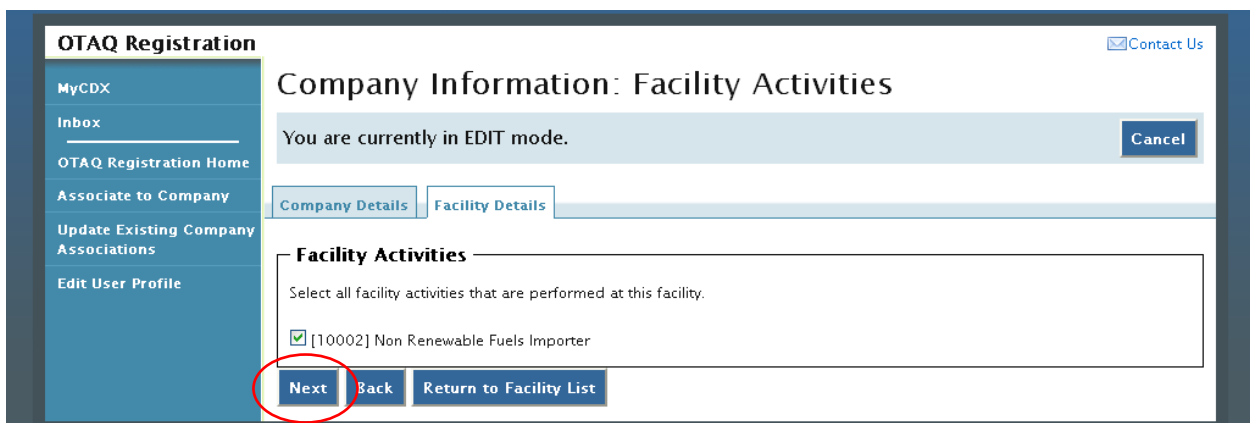 OTAQ Registration
Contact Us
MyCDX
Inbox
OTAQ Registration Home
Associate to Company
Update Existing Company
Associations
Edit User Profile
Company Information: Facility Activities
You are currently in EDIT mode.
Cancel
Company Details
Facility Details
Facility Activities
Select all facility activities that are performed at this facility.
[10002] Non Renewable Fuels Importer
Next
Back
Return to Facility List